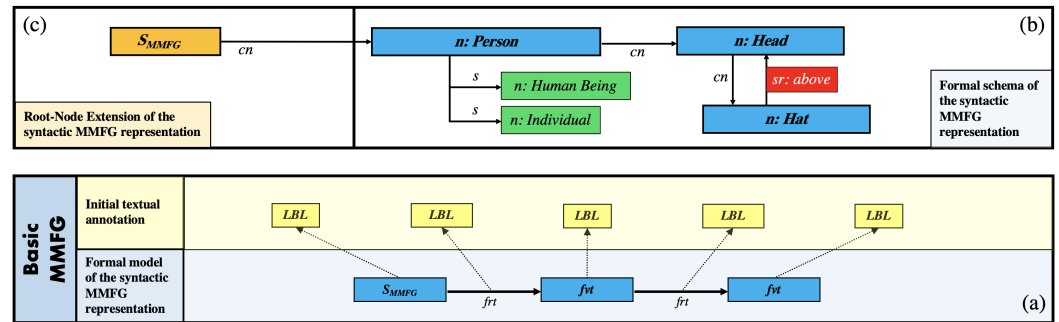 (c)
S_MMFG
cn
n: Person
cn
n: Head
(b)
s
n: Human Being
cn
sr: above
Formal schema of
the syntactic
MMFG
representation
s
n: Individual
n: Hat
Root-Node Extension of the
syntactic MMFG representation
Basic
MMFG
Initial textual
annotation
LBL
LBL
LBL
LBL
LBL
Formal model
of the syntactic
MMFG
representation
S_MMFG
frt
fvt
frt
fvt
(a)